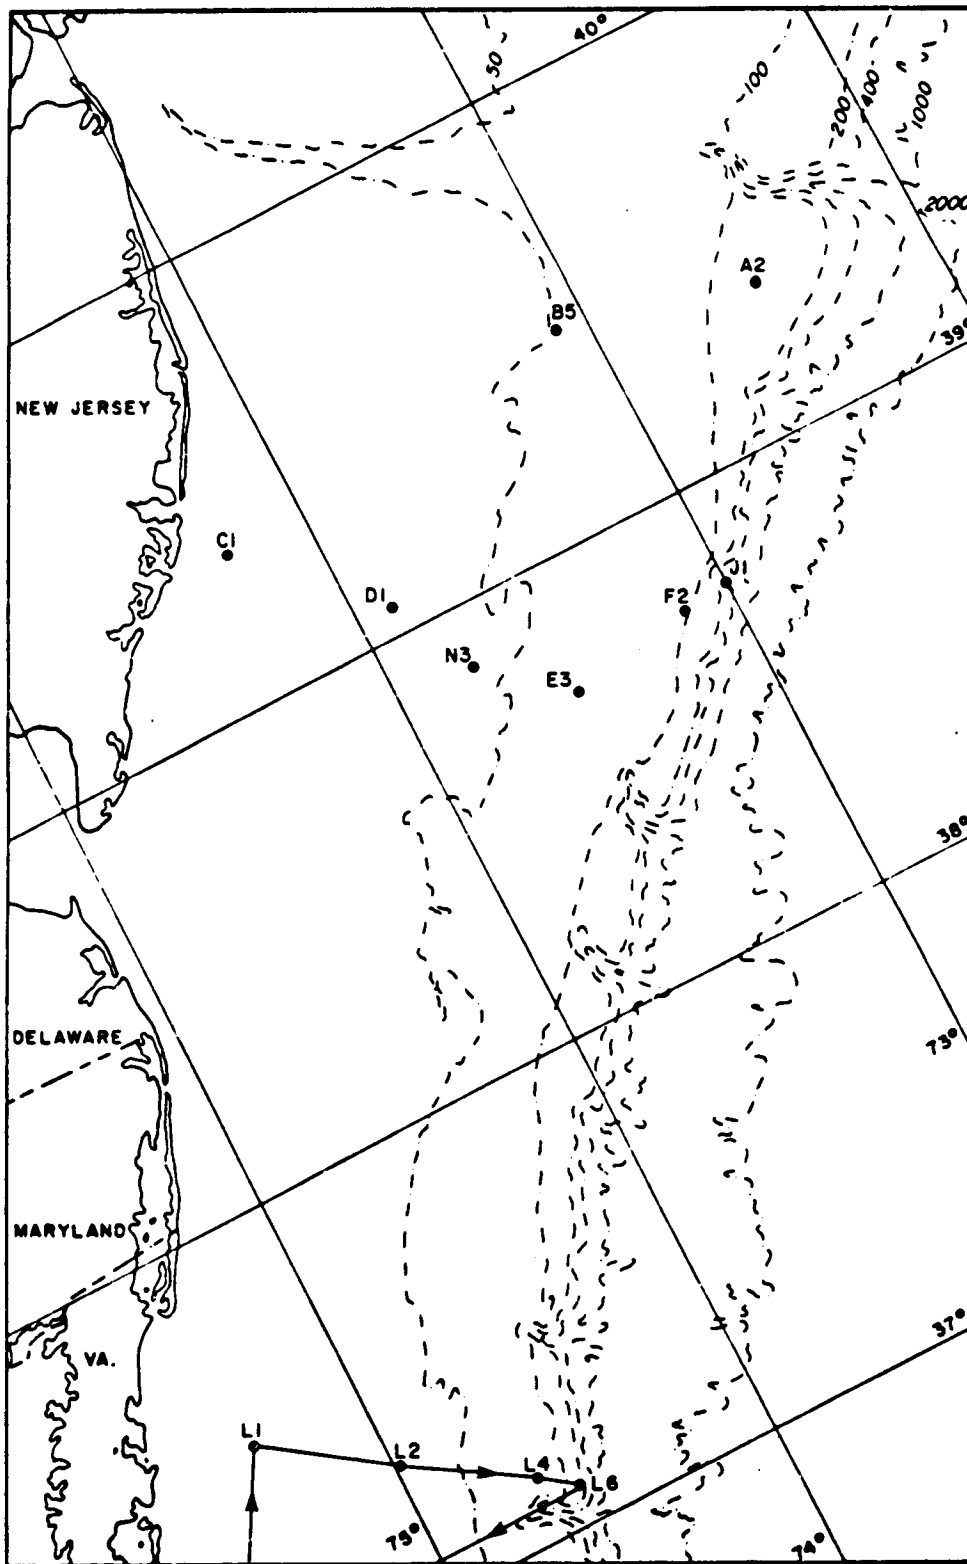 40°
50
100
200
400
1000
2000
A2
B5
39°
NEW JERSEY
C1
D1
J1
F2
N3
E3
38°
DELAWARE
73°
MARYLAND
37°
VA.
L1
L2
L4
L6
75°
74°